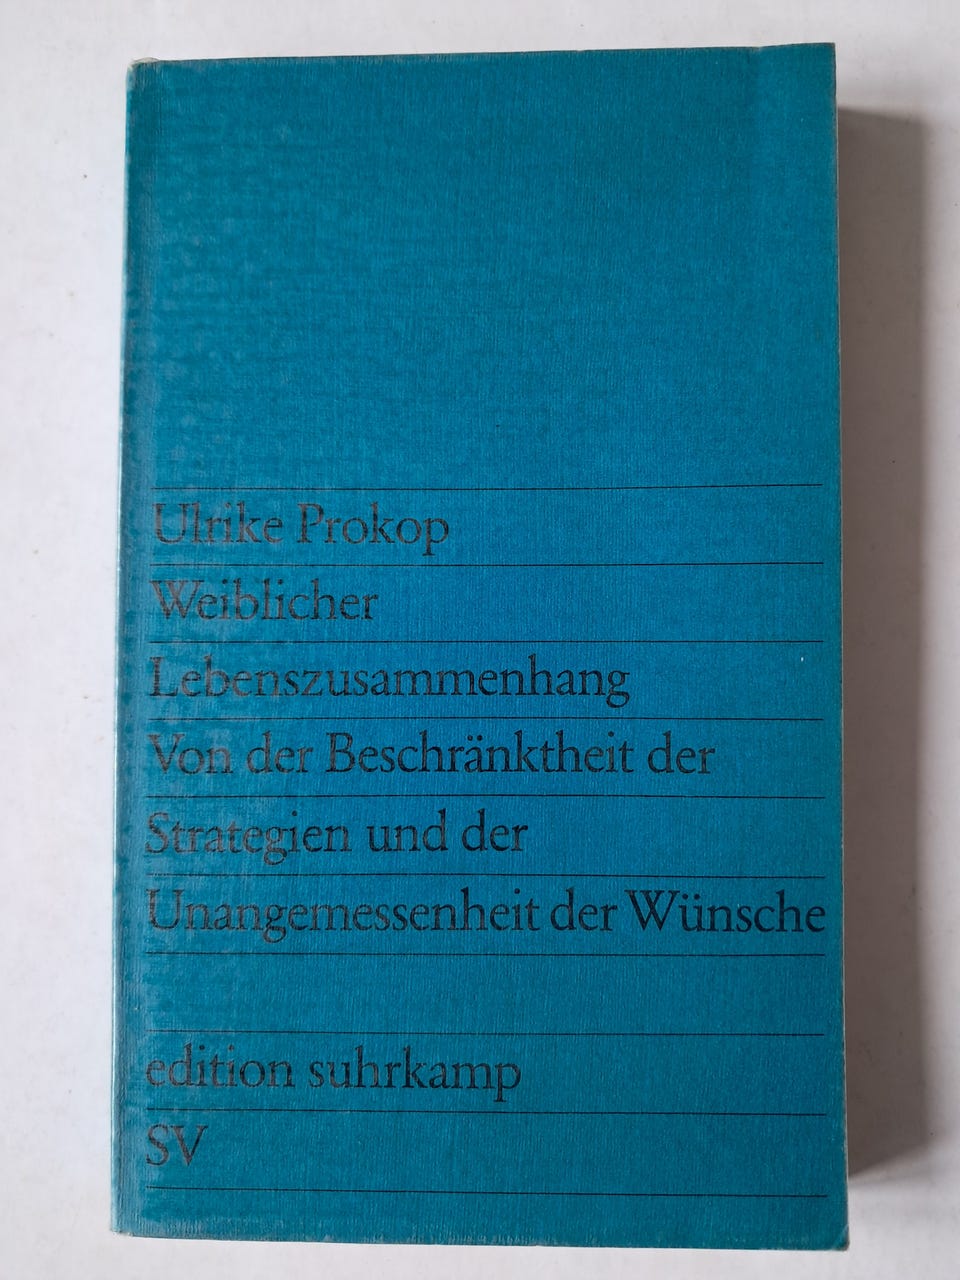 Ulrike Prokop
Weiblicher
Lebenszusammenhang
Von der Beschränktheit der
Strategien und der
Unangemessenheit der Wünsche
edition suhrkamp
SV